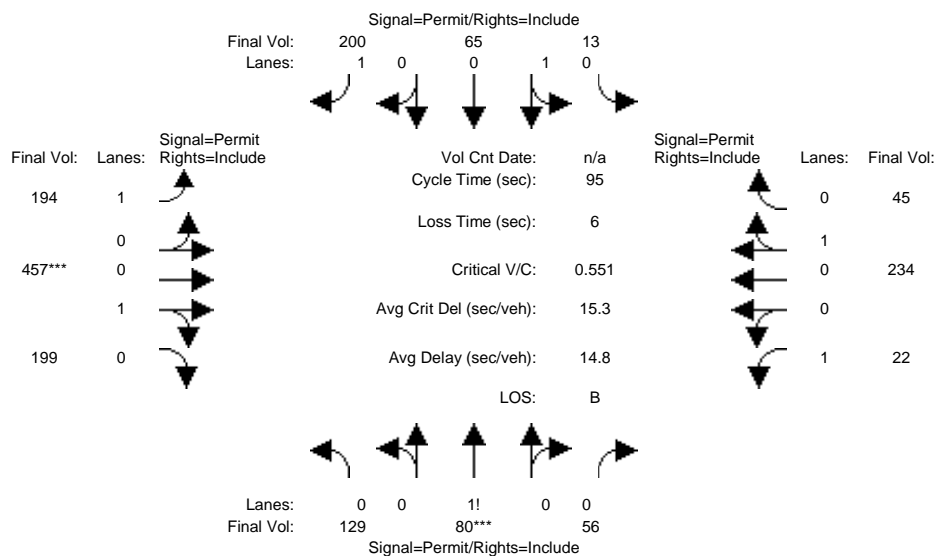 Signal=Permit/Rights=Include
Final Vol: 200 65 13
Lanes: 1 0 0 1 0
Signal=Permit Signal=Permit
Final Vol: Lanes: Rights=Include Vol Cnt Date: n/a Rights=Include Lanes: Final Vol:
Cycle Time (sec): 95
194 1 0 45
Loss Time (sec): 6
0 1
457*** 0 Critical V/C: 0.551 0 234
1 Avg Crit Del (sec/veh): 15.3 0
199 0 Avg Delay (sec/veh): 14.8 1 22
LOS: B
Lanes: 0 0 1! 0 0
Final Vol: 129 80*** 56
Signal=Permit/Rights=Include